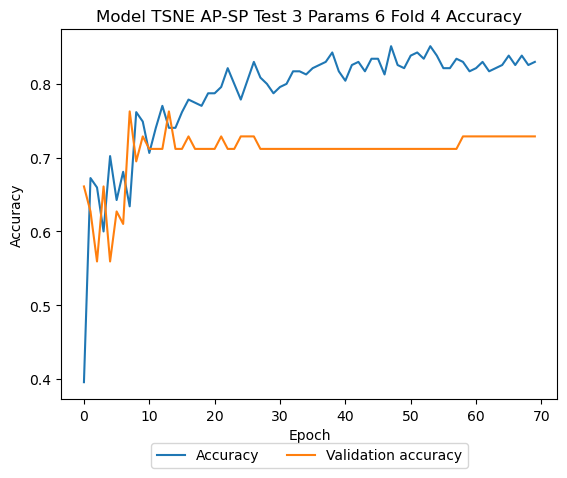 Model TSNE AP-SP Test 3 Params 6 Fold 4 Accuracy
Accuracy
0.8
0.7
0.6
0.5
0.4
0 10 20 30 40 50 60 70
Epoch
Accuracy Validation accuracy